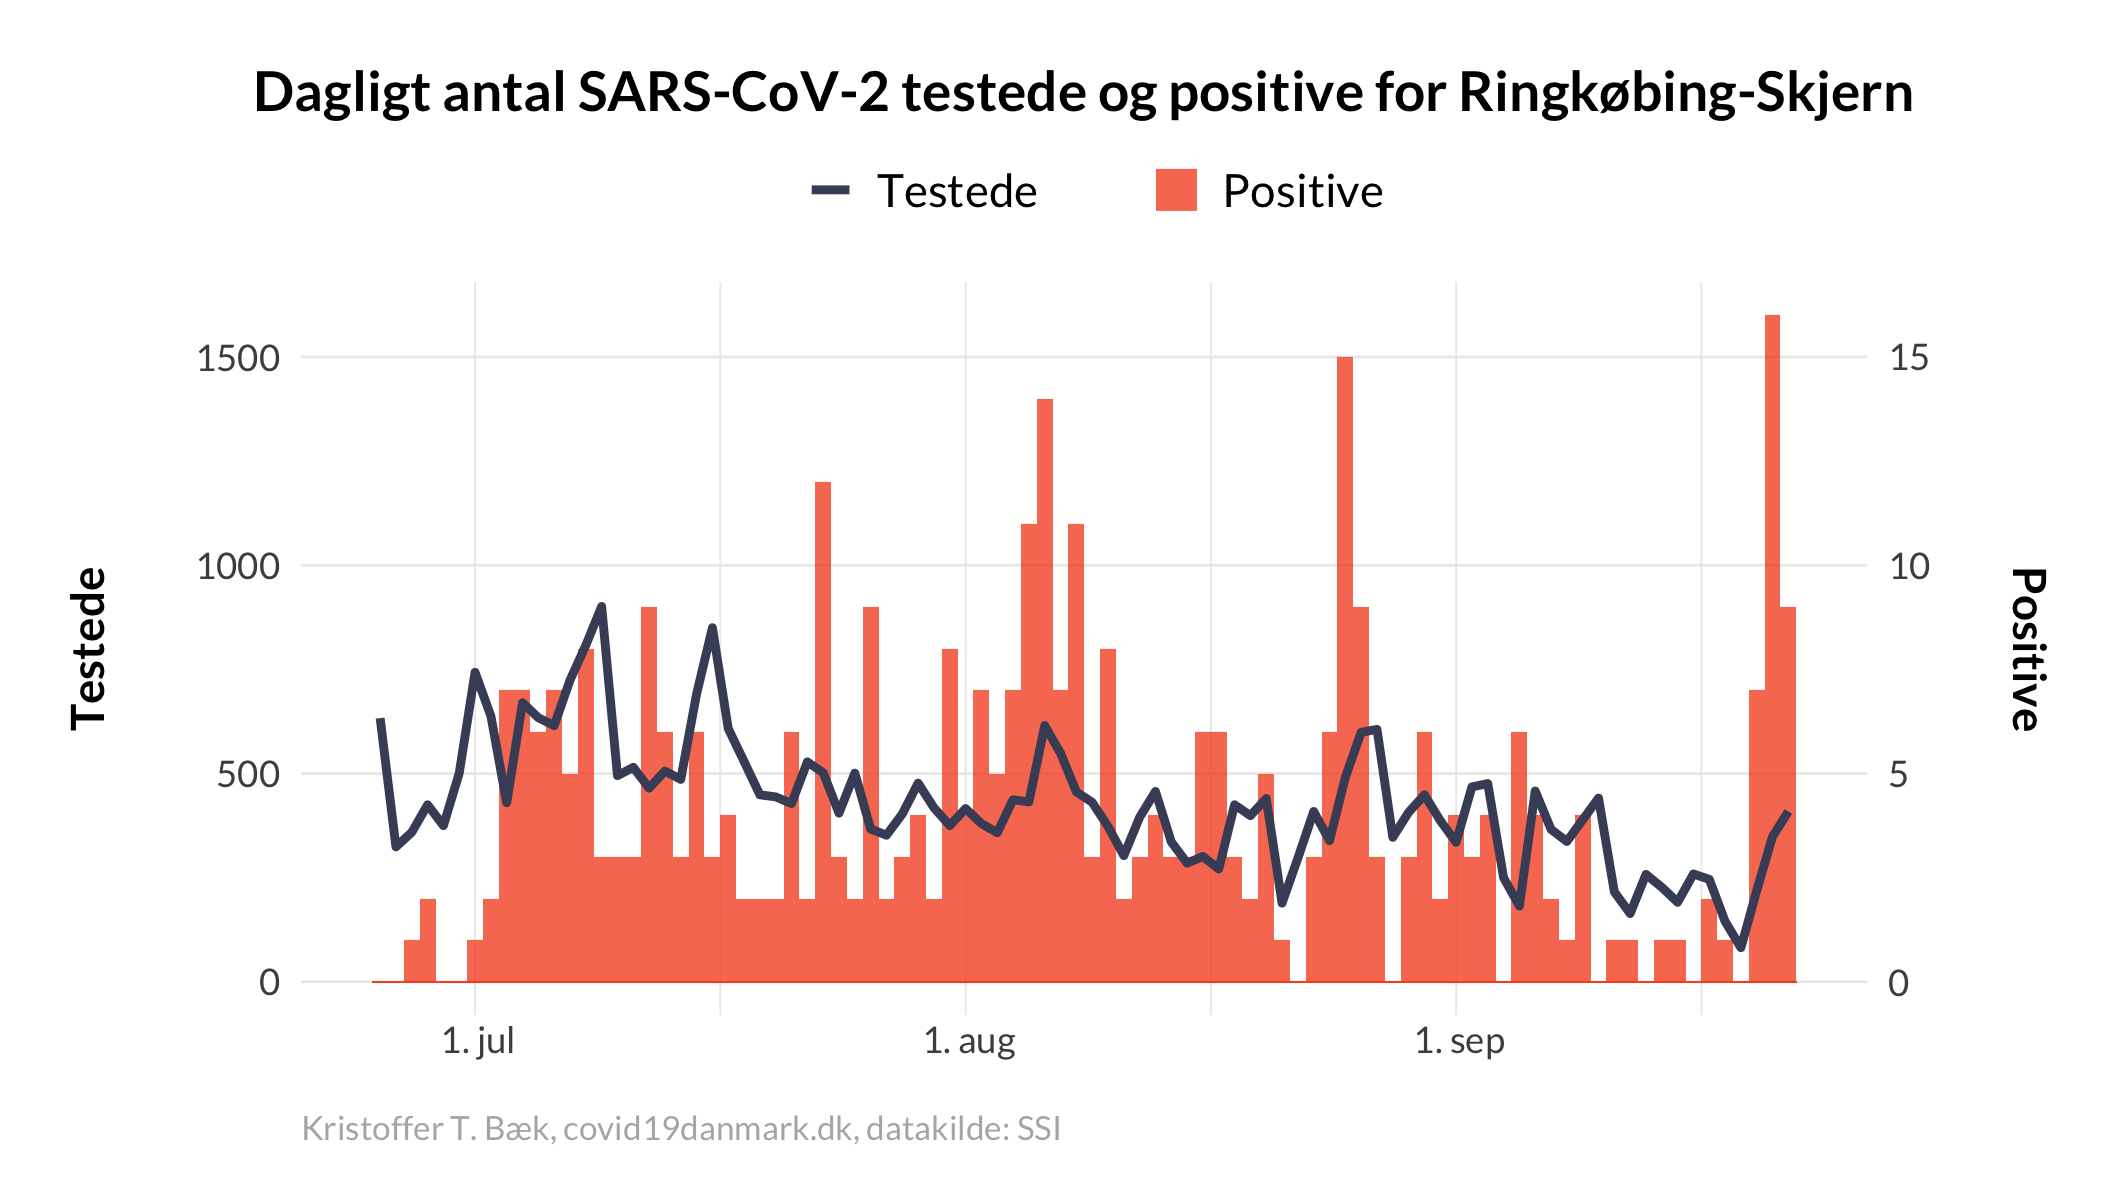 Dagligt antal SARS-CoV-2 testede og positive for Ringkøbing-Skjern
Testede Positive
1500 15
1000 10
Testede
Positive
500 5
0 0
1. jul 1. aug 1. sep
Kristoffer T. Bæk, covid19danmark.dk, datakilde: SSI